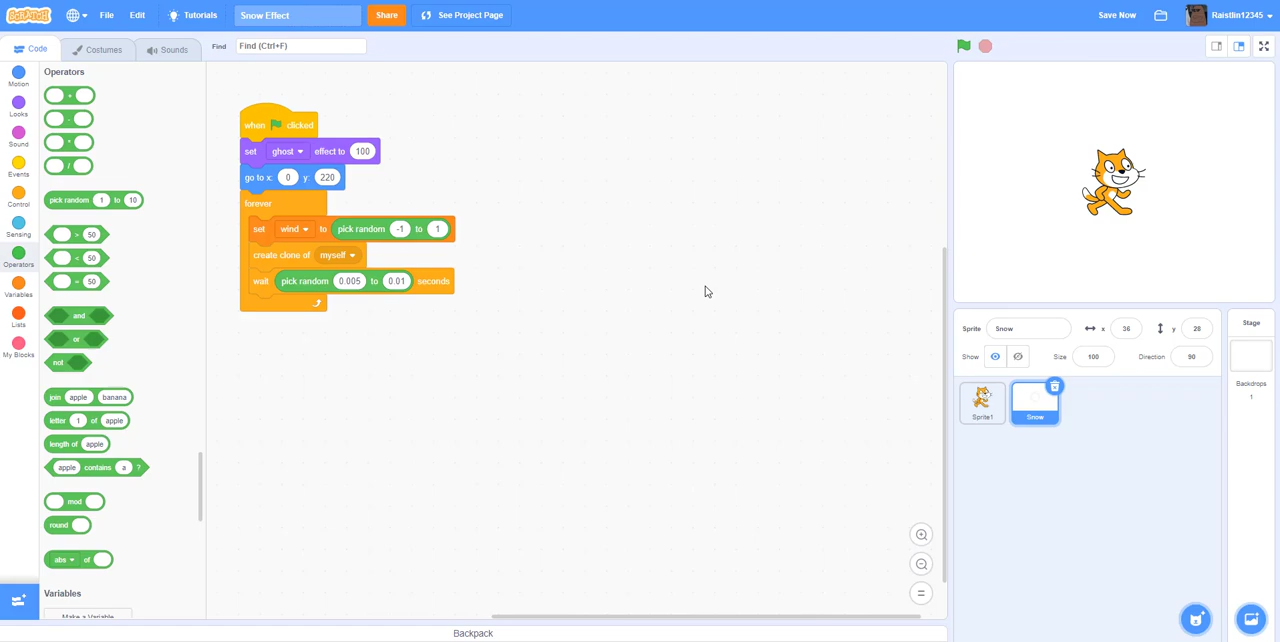 SCRATCH File Edit Tutorials Snow Effect Share See Project Page Save Now Raistlin12345
Code Costumes Sounds Find Find (Ctrl+F)
Motion
Looks
Sound
Events
Control
Sensing
Operators
Variables
Lists
My Blocks
Operators
+
-
*
/
pick random 1 to 10
> 50
< 50
= 50
and
or
not
join apple banana
letter 1 of apple
length of apple
apple contains a ?
mod
round
abs of
Variables
Make a Variable
when clicked
set ghost effect to 100
go to x: 0 y: 220
forever
set wind to pick random -1 to 1
create clone of myself
wait pick random 0.005 to 0.01 seconds
Sprite Snow x 36 y 28
Show Size 100 Direction 90
Sprite1
Snow
Stage
Backdrops
1
Backpack